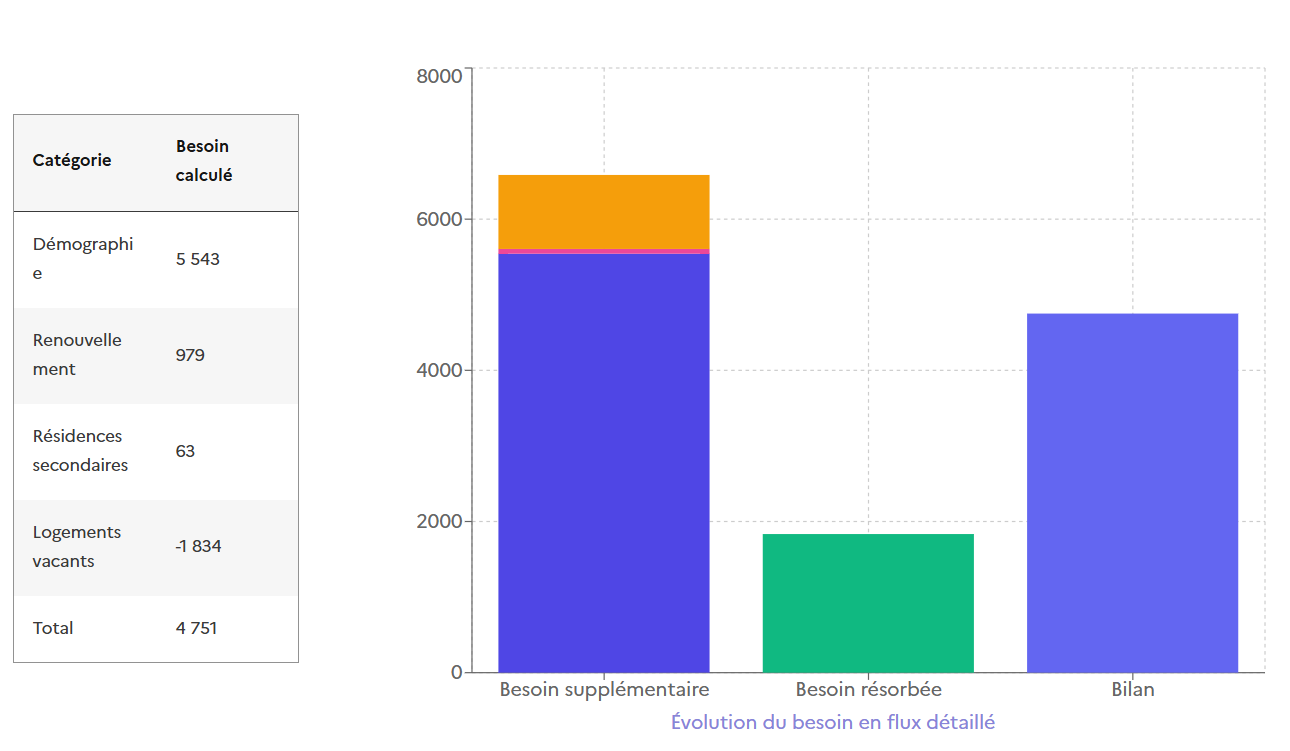 Catégorie
Besoin
calculé
Démographi
e
5 543
Renouvelle
ment
979
Résidences
secondaires
63
Logements
vacants
-1 834
Total
4 751
8000
6000
4000
2000
0
Besoin supplémentaire
Besoin résorbée
Bilan
Évolution du besoin en flux détaillé